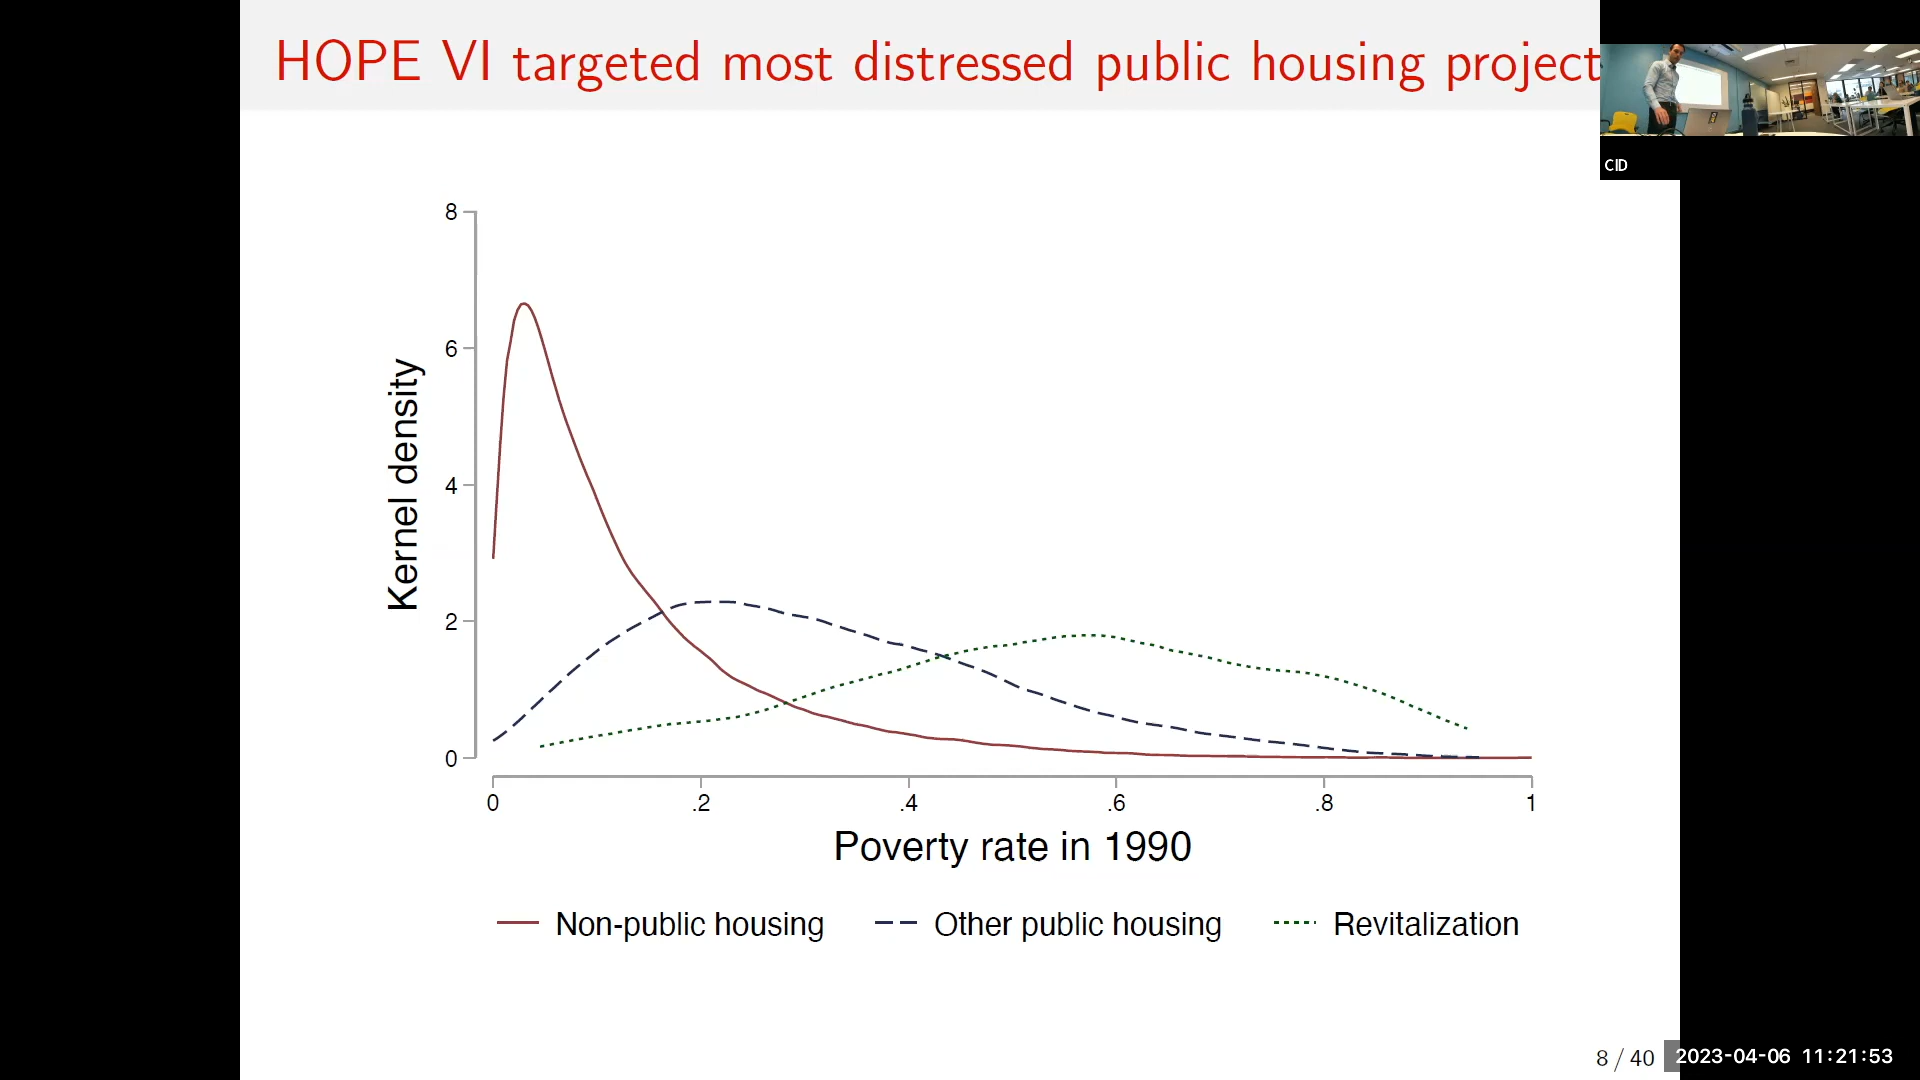 HOPE VI targeted most distressed public housing project
CID
8
6
4
2
0
Kernel density
0 .2 .4 .6 .8 1
Poverty rate in 1990
Non-public housing Other public housing Revitalization
8 / 40
2023-04-06 11:21:53